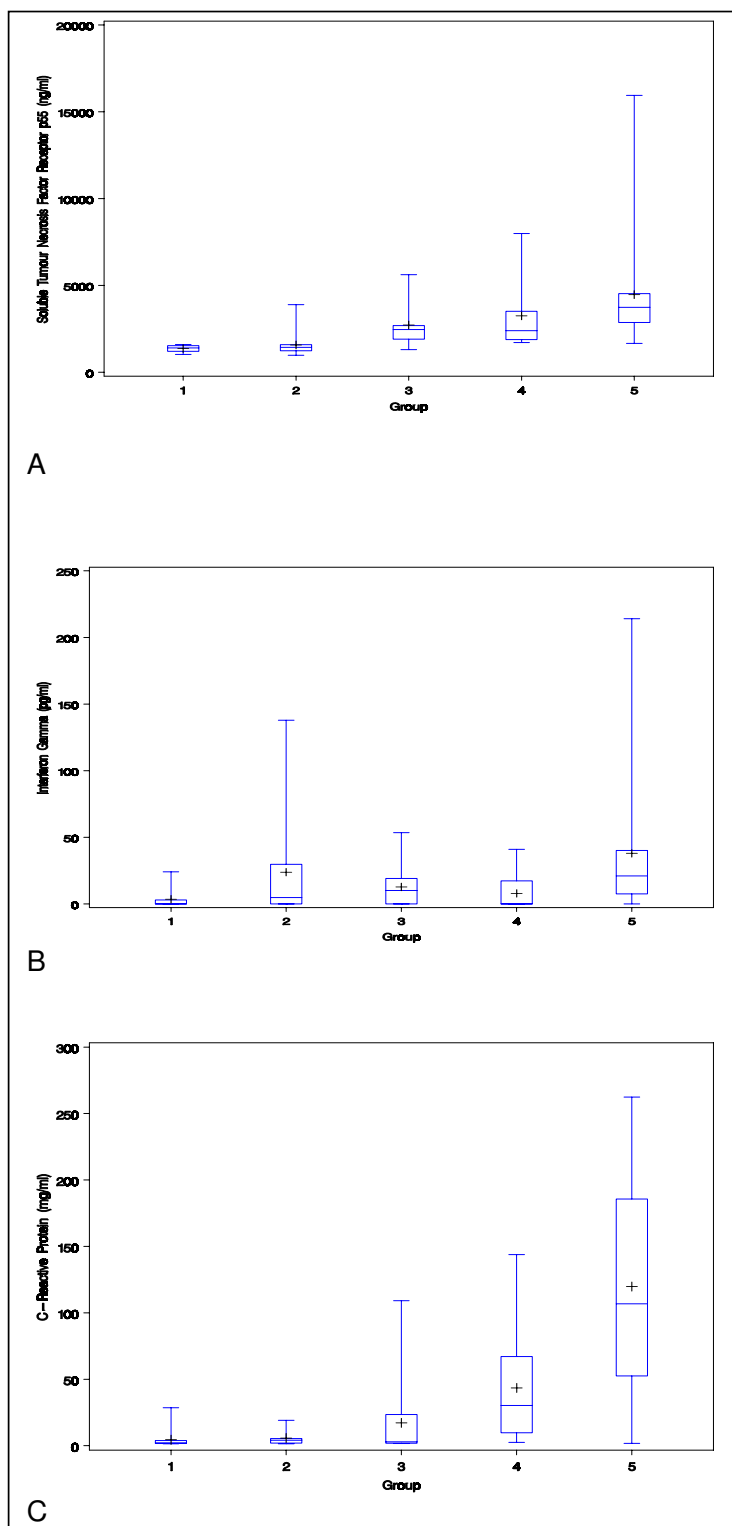 20000
15000
10000
5000
0
Soluble Tumour Necrosis Factor Receptor p55 (ng/ml)
1 2 3 4 5
Group
A
250
200
150
100
50
0
Interferon Gamma (pg/ml)
1 2 3 4 5
Group
B
300
250
200
150
100
50
0
C-Reactive Protein (mg/ml)
1 2 3 4 5
Group
C